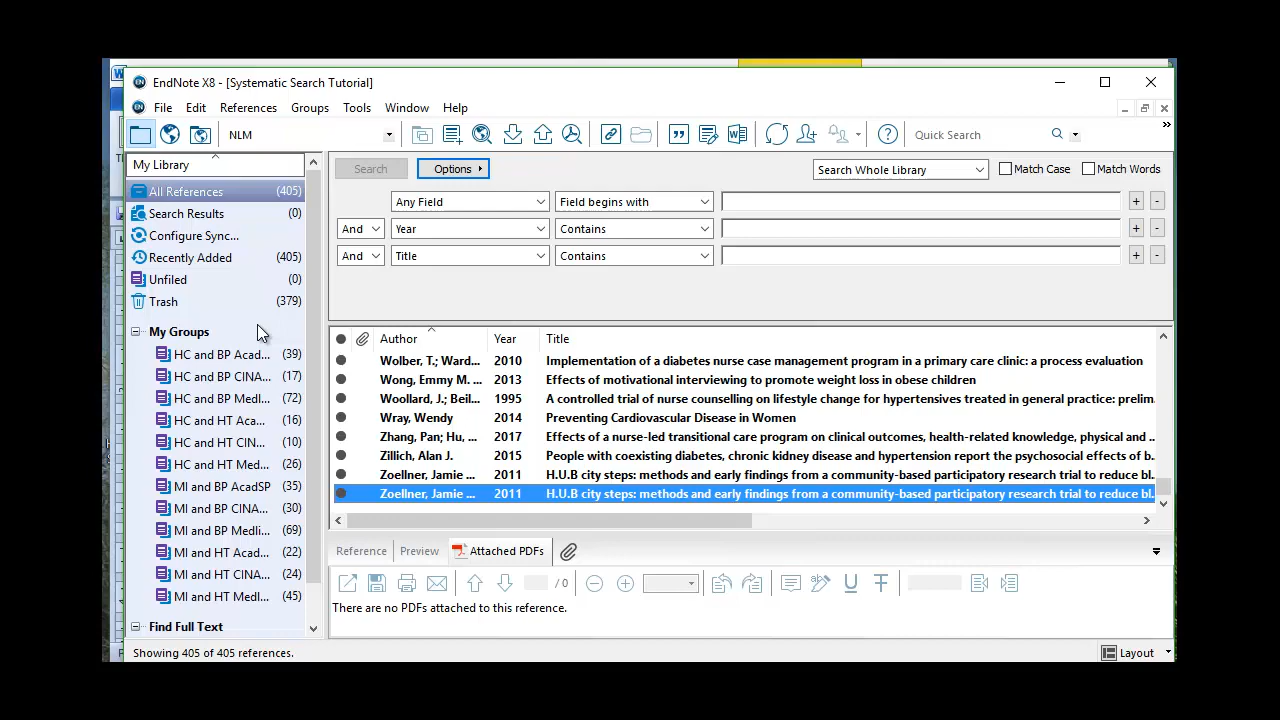 EndNote X8 - [Systematic Search Tutorial]
File Edit References Groups Tools Window Help
NLM
Quick Search
My Library
All References (405)
Search Results (0)
Configure Sync...
Recently Added (405)
Unfiled (0)
Trash (379)
My Groups
HC and BP Acad... (39)
HC and BP CINA... (17)
HC and BP Medl... (72)
HC and HT Aca... (16)
HC and HT CIN... (10)
HC and HT Med... (26)
MI and BP AcadSP (35)
MI and BP CINA... (30)
MI and BP Medli... (69)
MI and HT Acad... (22)
MI and HT CINA... (24)
MI and HT Medl... (45)
Find Full Text
Search Options Search Whole Library Match Case Match Words
Any Field Field begins with + -
And Year Contains + -
And Title Contains + -
Author Year Title
Wolber, T.; Ward... 2010 Implementation of a diabetes nurse case management program in a primary care clinic: a process evaluation
Wong, Emmy M. ... 2013 Effects of motivational interviewing to promote weight loss in obese children
Woollard, J.; Beil... 1995 A controlled trial of nurse counselling on lifestyle change for hypertensives treated in general practice: prelim..
Wray, Wendy 2014 Preventing Cardiovascular Disease in Women
Zhang, Pan; Hu, ... 2017 Effects of a nurse-led transitional care program on clinical outcomes, health-related knowledge, physical and ..
Zillich, Alan J. 2015 People with coexisting diabetes, chronic kidney disease and hypertension report the psychosocial effects of b..
Zoellner, Jamie ... 2011 H.U.B city steps: methods and early findings from a community-based participatory research trial to reduce bl..
Zoellner, Jamie ... 2011 H.U.B city steps: methods and early findings from a community-based participatory research trial to reduce bl..
Reference Preview Attached PDFs
/ 0
There are no PDFs attached to this reference.
Showing 405 of 405 references.
Layout